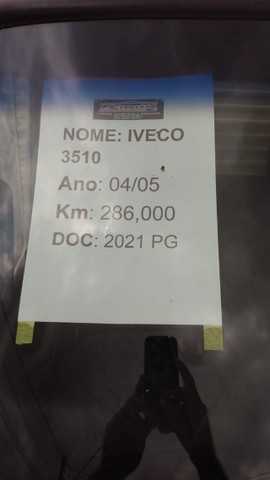 NOME: IVECO
3510
Ano: 04/05
Km: 286,000
DOC: 2021 PG